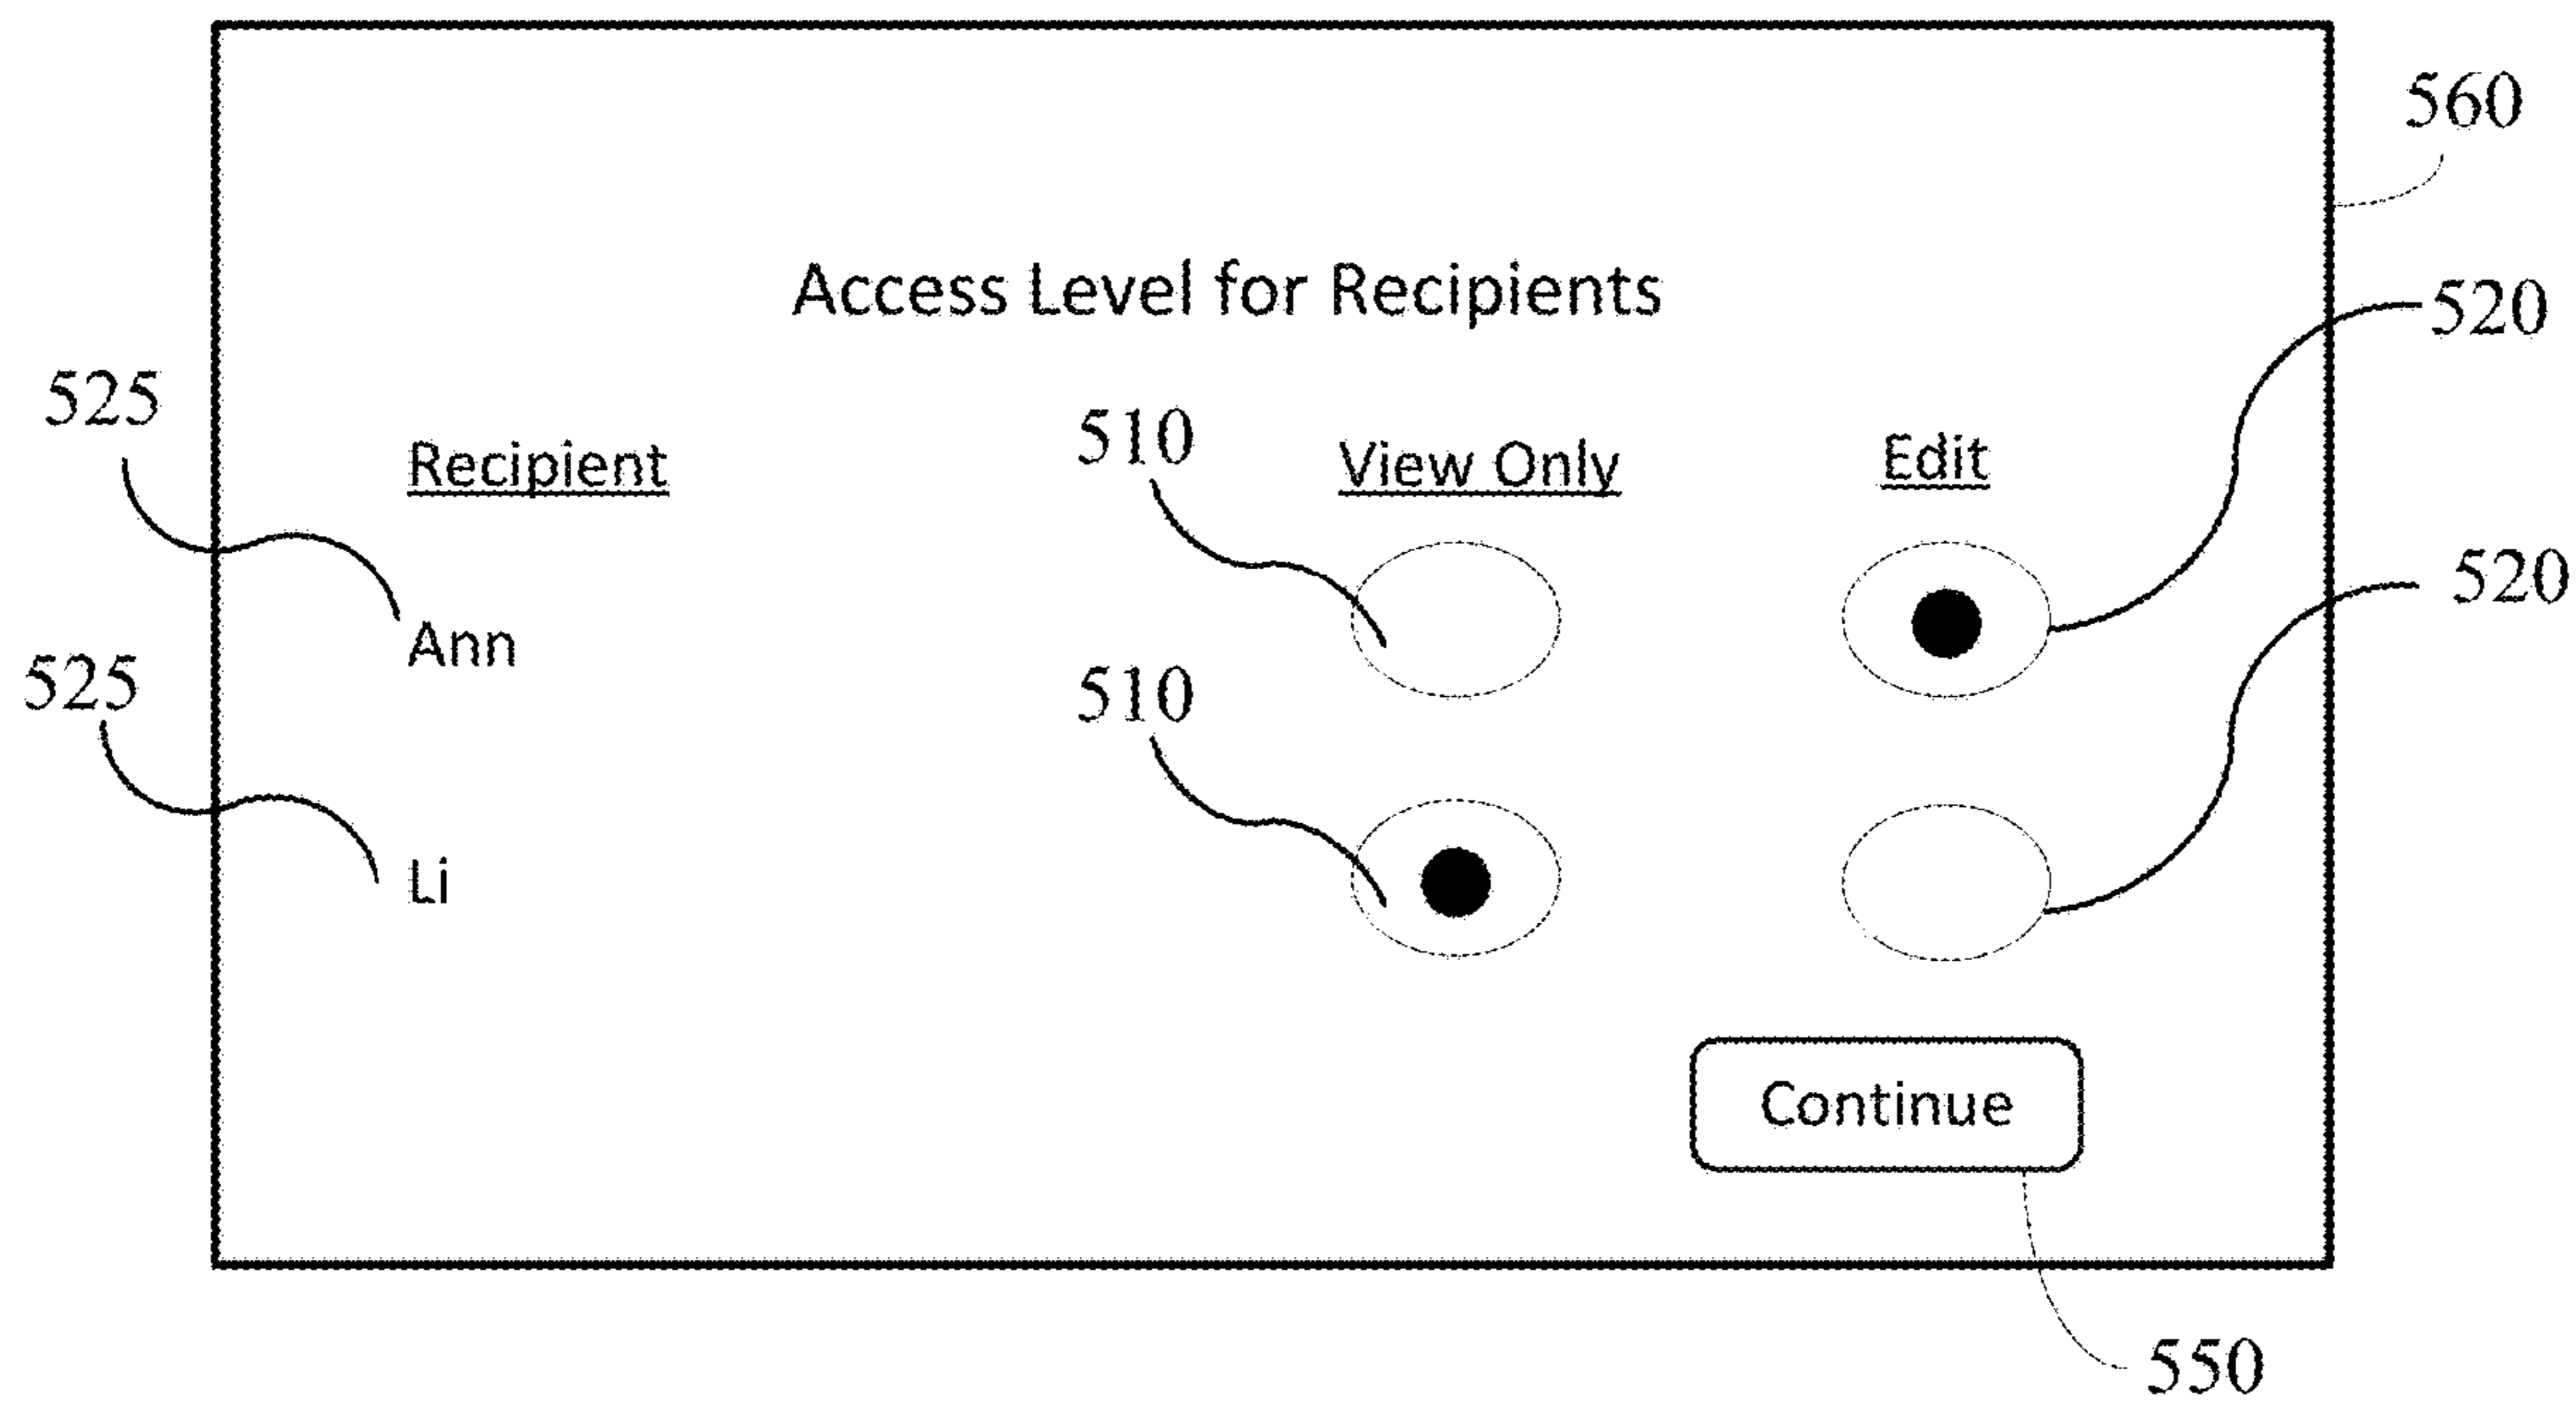 560
Access Level for Recipients
520
525
Recipient
510
View Only
Edit
Ann
520
525
510
Li
Continue
550